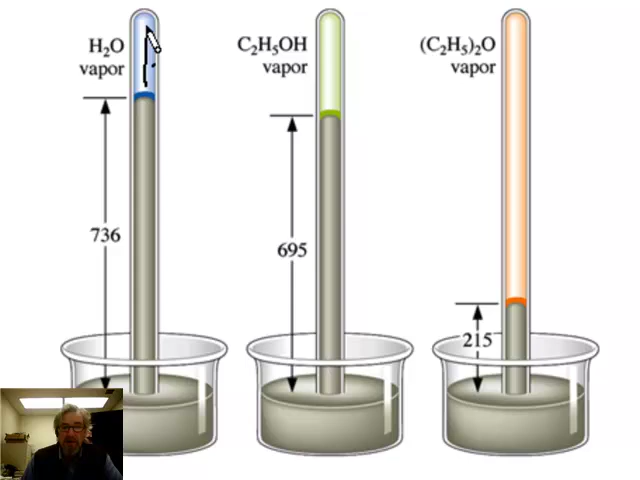 H₂O
vapor
C₂H₅OH
vapor
(C₂H₅)₂O
vapor
736
695
215